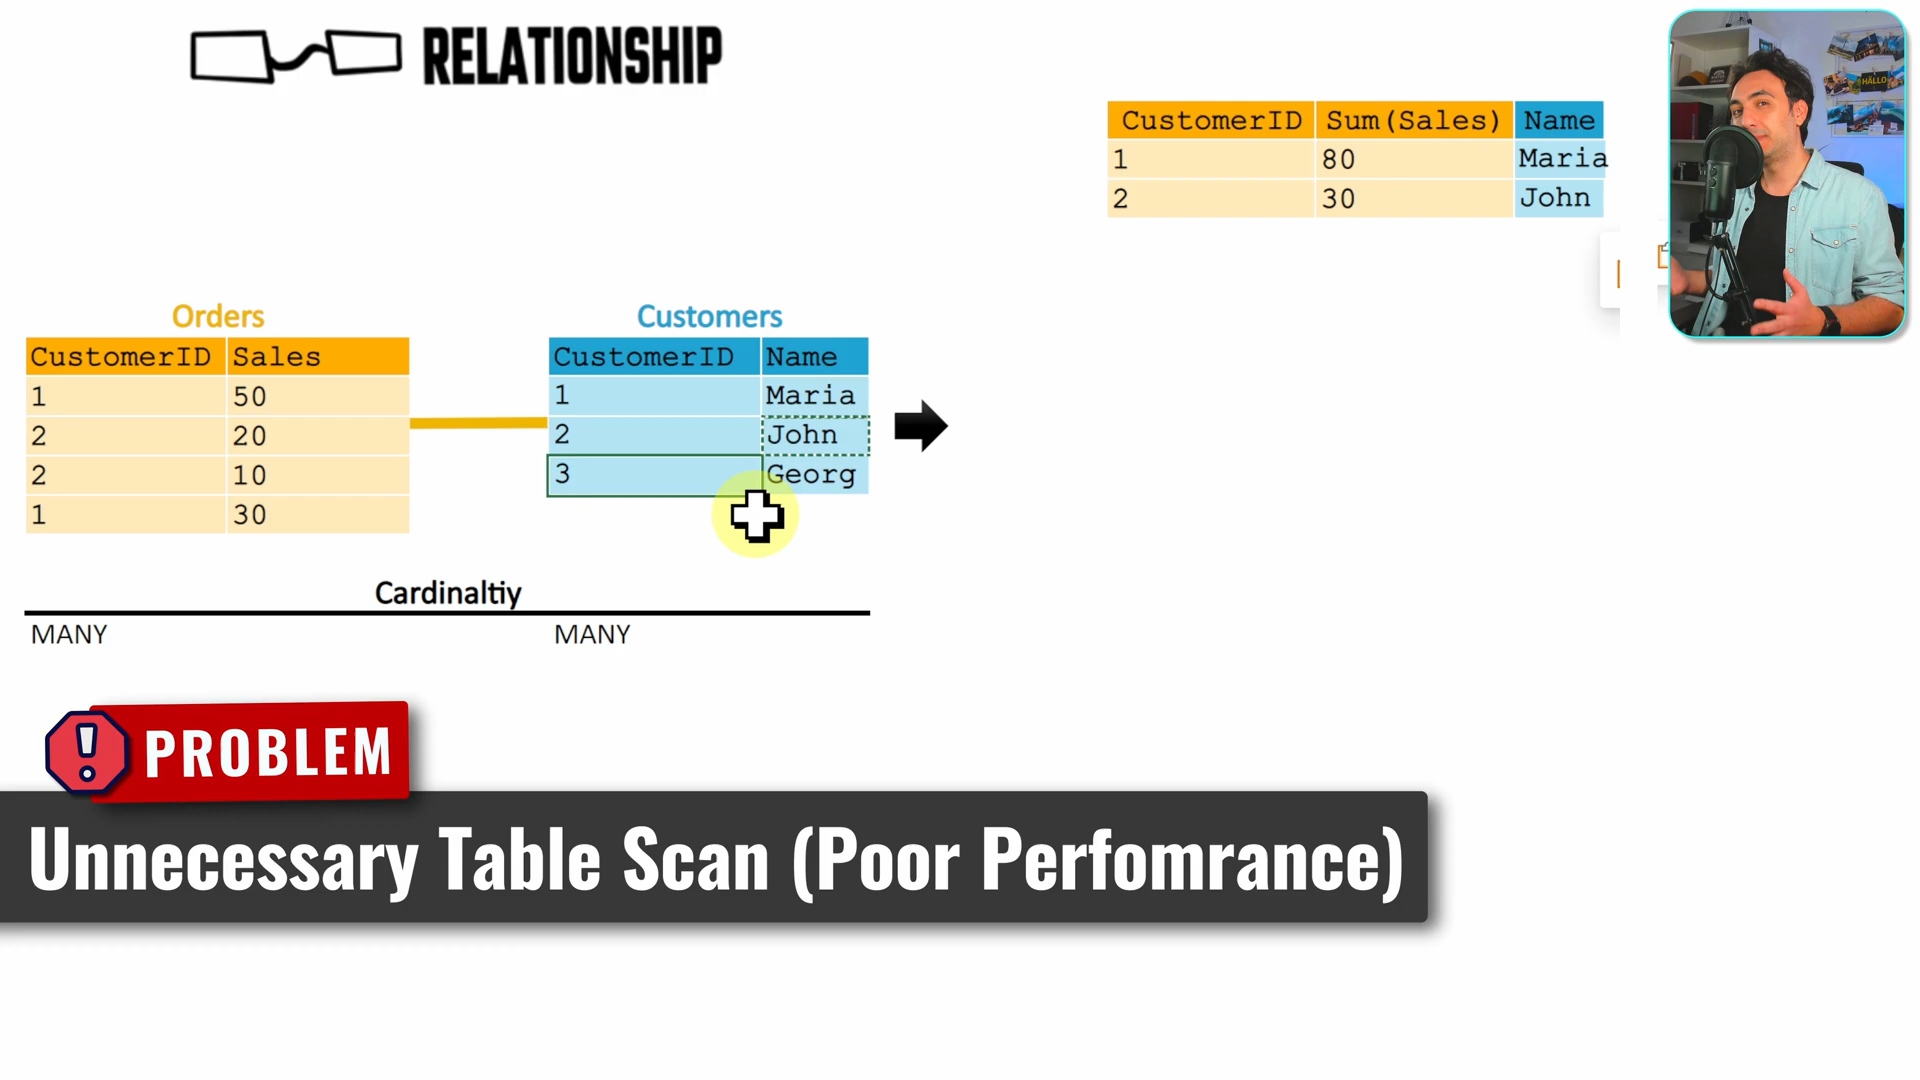 RELATIONSHIP
CustomerID Sum(Sales) Name
1 80 Maria
2 30 John
HÄLLO
Orders
CustomerID Sales
1 50
2 20
2 10
1 30
Customers
CustomerID Name
1 Maria
2 John
3 Georg
Cardinaltiy
MANY MANY
PROBLEM
Unnecessary Table Scan (Poor Perfomrance)